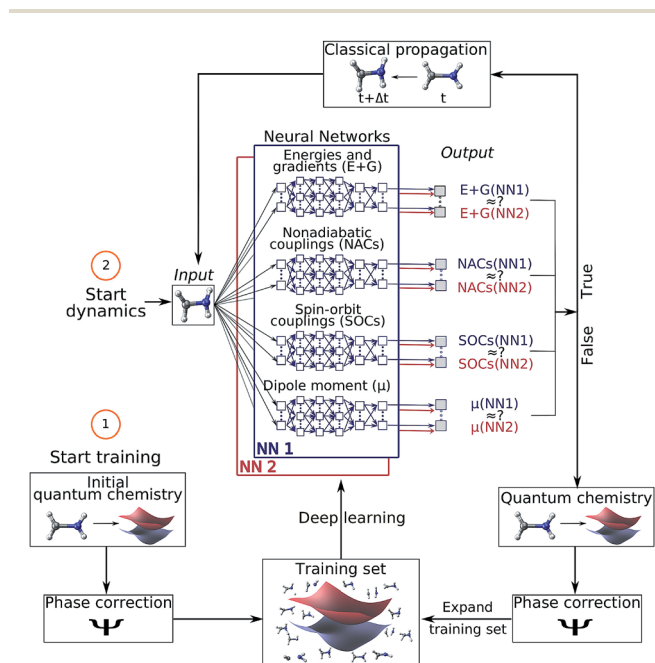 Classical propagation
t+Δt
t
Neural Networks
Output
Energies and
gradients (E+G)
E+G(NN1)
≈?
E+G(NN2)
Nonadiabatic
couplings (NACs)
NACs(NN1)
≈?
NACs(NN2)
2
Start
dynamics
Input
True
False
Spin-orbit
couplings (SOCs)
SOCs(NN1)
≈?
SOCs(NN2)
Dipole moment (μ)
μ(NN1)
≈?
μ(NN2)
NN 1
NN 2
1
Start training
Initial
quantum chemistry
Deep learning
Quantum chemistry
Training set
Phase correction
Ψ
Expand
training set
Phase correction
Ψ